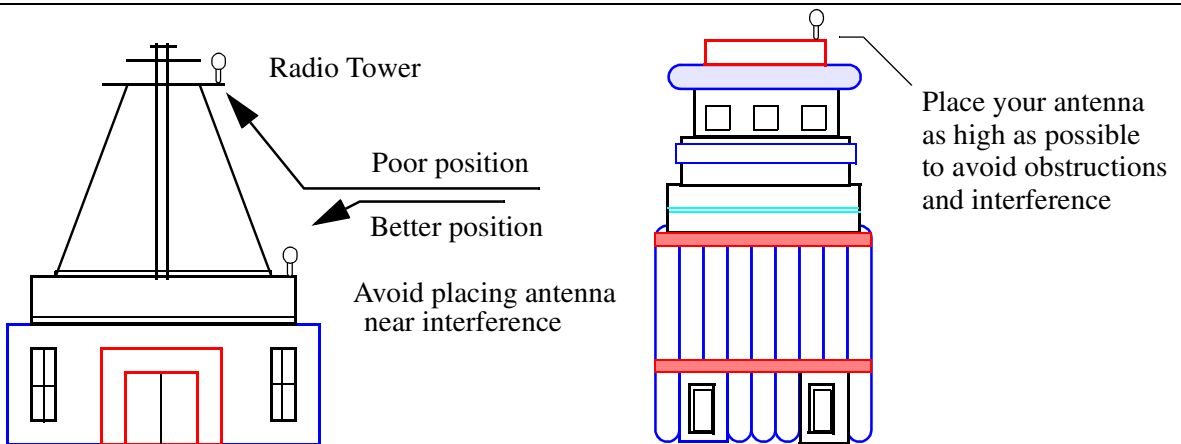 Radio Tower
Poor position
Better position
Avoid placing antenna
near interference
Place your antenna
as high as possible
to avoid obstructions
and interference